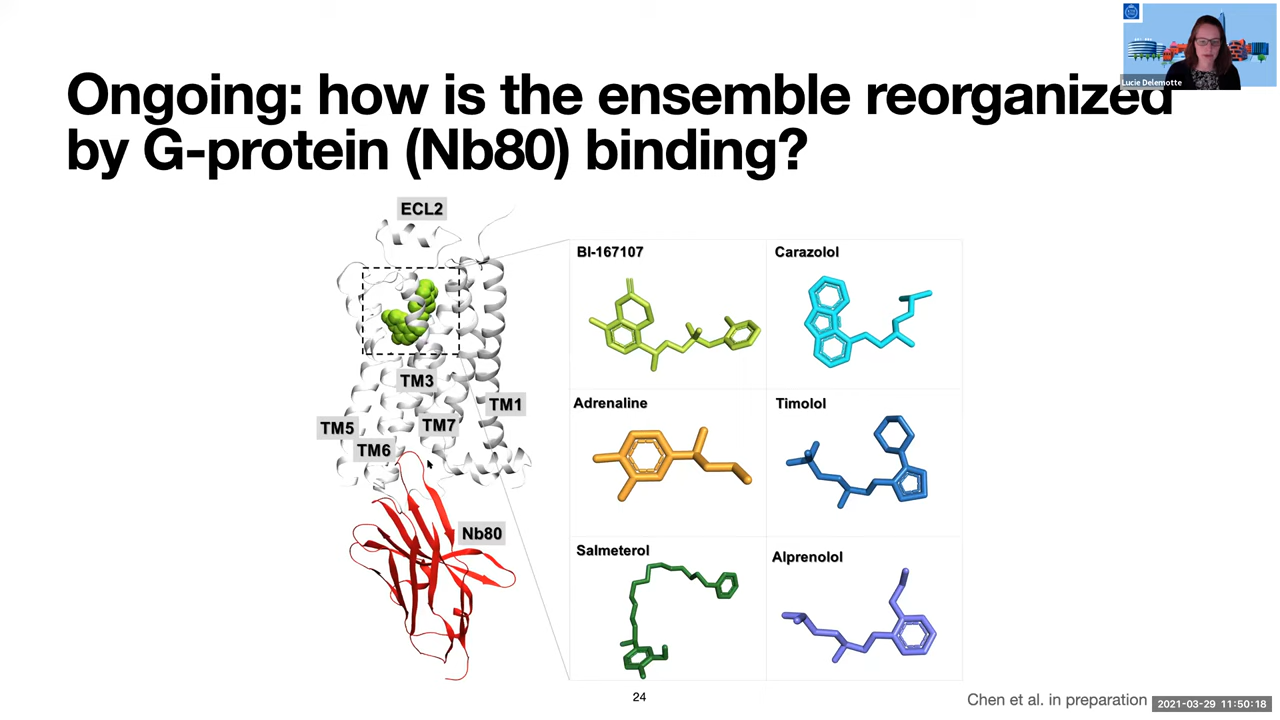 Lucie Delemotte
Ongoing: how is the ensemble reorganized
by G-protein (Nb80) binding?
ECL2
TM3
TM1
TM5
TM7
TM6
Nb80
BI-167107
Carazolol
Adrenaline
Timolol
Salmeterol
Alprenolol
24
Chen et al. in preparation
2021-03-29 11:50:18